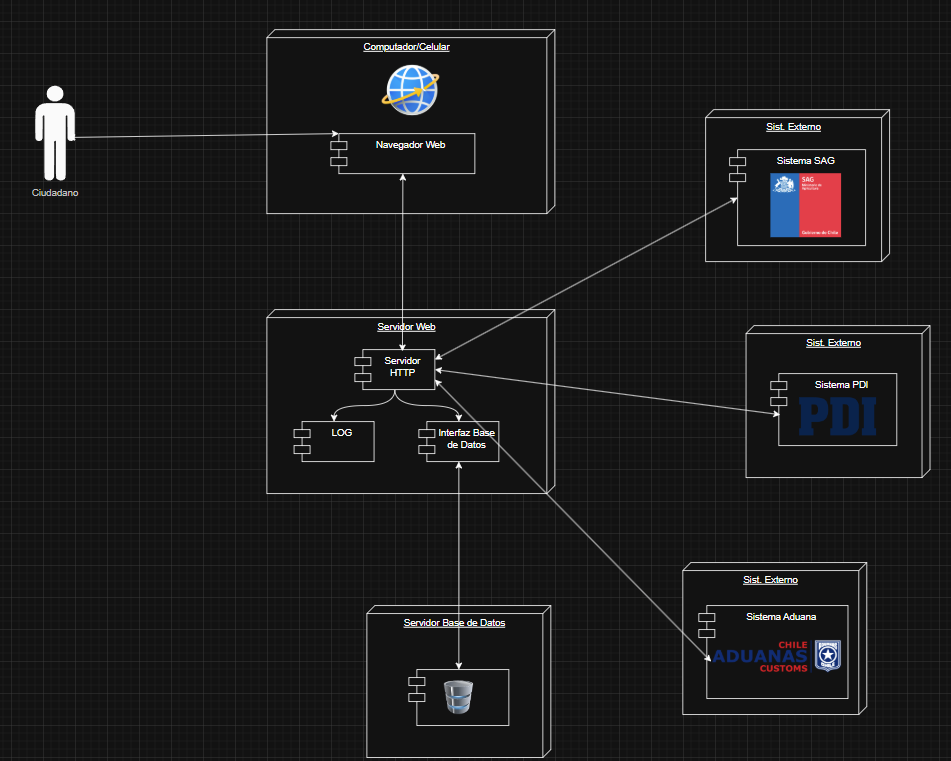 Computador/Celular
Navegador Web
Ciudadano
Sist. Externo
Sistema SAG
SAG
Gobierno de Chile
Servidor Web
Servidor
HTTP
LOG
Interfaz Base
de Datos
Sist. Externo
Sistema PDI
PDI
Servidor Base de Datos
Sist. Externo
Sistema Aduana
CHILE
ADUANAS
CUSTOMS